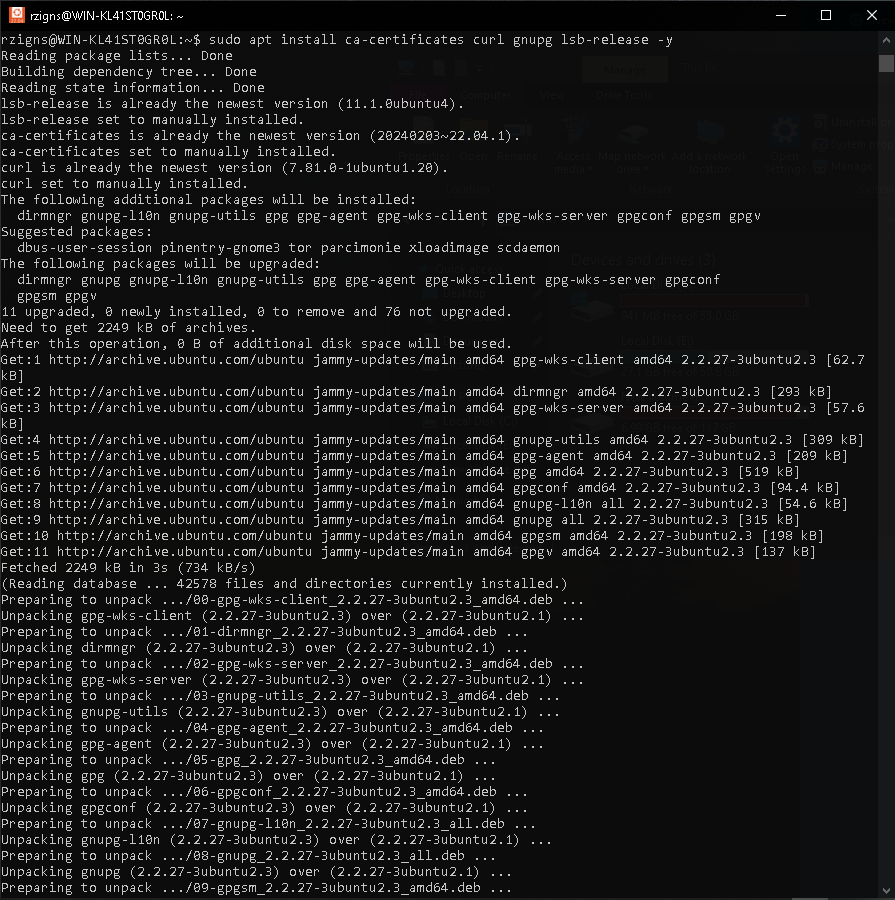 rzigns@WIN-KL41ST0GR0L: ~
rzigns@WIN-KL41ST0GR0L:~$ sudo apt install ca-certificates curl gnupg lsb-release -y
Reading package lists... Done
Building dependency tree... Done
Reading state information... Done
lsb-release is already the newest version (11.1.0ubuntu4).
lsb-release set to manually installed.
ca-certificates is already the newest version (20240203~22.04.1).
ca-certificates set to manually installed.
curl is already the newest version (7.81.0-1ubuntu1.20).
curl set to manually installed.
The following additional packages will be installed:
  dirmngr gnupg-l10n gnupg-utils gpg gpg-agent gpg-wks-client gpg-wks-server gpgconf gpgsm gpgv
Suggested packages:
  dbus-user-session pinentry-gnome3 tor parcimonie xloadimage scdaemon
The following packages will be upgraded:
  dirmngr gnupg gnupg-l10n gnupg-utils gpg gpg-agent gpg-wks-client gpg-wks-server gpgconf
  gpgsm gpgv
11 upgraded, 0 newly installed, 0 to remove and 76 not upgraded.
Need to get 2249 kB of archives.
After this operation, 0 B of additional disk space will be used.
Get:1 http://archive.ubuntu.com/ubuntu jammy-updates/main amd64 gpg-wks-client amd64 2.2.27-3ubuntu2.3 [62.7
kB]
Get:2 http://archive.ubuntu.com/ubuntu jammy-updates/main amd64 dirmngr amd64 2.2.27-3ubuntu2.3 [293 kB]
Get:3 http://archive.ubuntu.com/ubuntu jammy-updates/main amd64 gpg-wks-server amd64 2.2.27-3ubuntu2.3 [57.6
kB]
Get:4 http://archive.ubuntu.com/ubuntu jammy-updates/main amd64 gnupg-utils amd64 2.2.27-3ubuntu2.3 [309 kB]
Get:5 http://archive.ubuntu.com/ubuntu jammy-updates/main amd64 gpg-agent amd64 2.2.27-3ubuntu2.3 [209 kB]
Get:6 http://archive.ubuntu.com/ubuntu jammy-updates/main amd64 gpg amd64 2.2.27-3ubuntu2.3 [519 kB]
Get:7 http://archive.ubuntu.com/ubuntu jammy-updates/main amd64 gpgconf amd64 2.2.27-3ubuntu2.3 [94.4 kB]
Get:8 http://archive.ubuntu.com/ubuntu jammy-updates/main amd64 gnupg-l10n all 2.2.27-3ubuntu2.3 [54.6 kB]
Get:9 http://archive.ubuntu.com/ubuntu jammy-updates/main amd64 gnupg all 2.2.27-3ubuntu2.3 [315 kB]
Get:10 http://archive.ubuntu.com/ubuntu jammy-updates/main amd64 gpgsm amd64 2.2.27-3ubuntu2.3 [198 kB]
Get:11 http://archive.ubuntu.com/ubuntu jammy-updates/main amd64 gpgv amd64 2.2.27-3ubuntu2.3 [137 kB]
Fetched 2249 kB in 3s (734 kB/s)
(Reading database ... 42578 files and directories currently installed.)
Preparing to unpack .../00-gpg-wks-client_2.2.27-3ubuntu2.3_amd64.deb ...
Unpacking gpg-wks-client (2.2.27-3ubuntu2.3) over (2.2.27-3ubuntu2.1) ...
Preparing to unpack .../01-dirmngr_2.2.27-3ubuntu2.3_amd64.deb ...
Unpacking dirmngr (2.2.27-3ubuntu2.3) over (2.2.27-3ubuntu2.1) ...
Preparing to unpack .../02-gpg-wks-server_2.2.27-3ubuntu2.3_amd64.deb ...
Unpacking gpg-wks-server (2.2.27-3ubuntu2.3) over (2.2.27-3ubuntu2.1) ...
Preparing to unpack .../03-gnupg-utils_2.2.27-3ubuntu2.3_amd64.deb ...
Unpacking gnupg-utils (2.2.27-3ubuntu2.3) over (2.2.27-3ubuntu2.1) ...
Preparing to unpack .../04-gpg-agent_2.2.27-3ubuntu2.3_amd64.deb ...
Unpacking gpg-agent (2.2.27-3ubuntu2.3) over (2.2.27-3ubuntu2.1) ...
Preparing to unpack .../05-gpg_2.2.27-3ubuntu2.3_amd64.deb ...
Unpacking gpg (2.2.27-3ubuntu2.3) over (2.2.27-3ubuntu2.1) ...
Preparing to unpack .../06-gpgconf_2.2.27-3ubuntu2.3_amd64.deb ...
Unpacking gpgconf (2.2.27-3ubuntu2.3) over (2.2.27-3ubuntu2.1) ...
Preparing to unpack .../07-gnupg-l10n_2.2.27-3ubuntu2.3_all.deb ...
Unpacking gnupg-l10n (2.2.27-3ubuntu2.3) over (2.2.27-3ubuntu2.1) ...
Preparing to unpack .../08-gnupg_2.2.27-3ubuntu2.3_all.deb ...
Unpacking gnupg (2.2.27-3ubuntu2.3) over (2.2.27-3ubuntu2.1) ...
Preparing to unpack .../09-gpgsm_2.2.27-3ubuntu2.3_amd64.deb ...